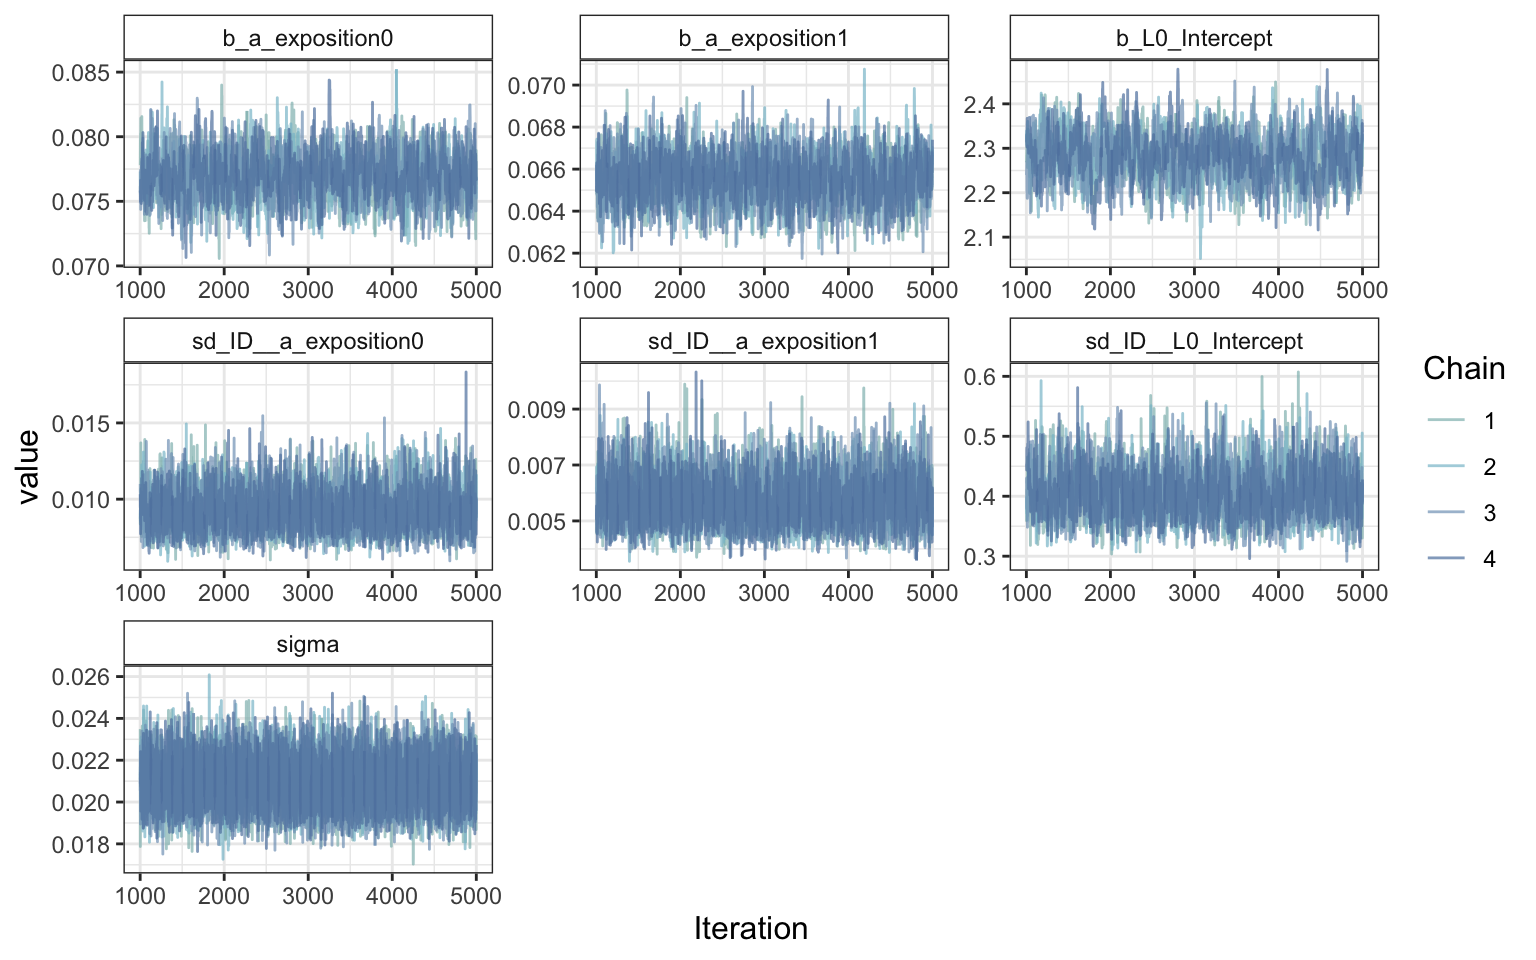 b_a_exposition0
b_a_exposition1
b_L0_Intercept
0.085
0.080
0.075
0.070
0.070
0.068
0.066
0.064
0.062
2.4
2.3
2.2
2.1
1000 2000 3000 4000 5000
1000 2000 3000 4000 5000
1000 2000 3000 4000 5000
sd_ID__a_exposition0
sd_ID__a_exposition1
sd_ID__L0_Intercept
0.015
0.010
0.009
0.007
0.005
0.6
0.5
0.4
0.3
1000 2000 3000 4000 5000
1000 2000 3000 4000 5000
1000 2000 3000 4000 5000
sigma
0.026
0.024
0.022
0.020
0.018
1000 2000 3000 4000 5000
value
Iteration
Chain
1
2
3
4